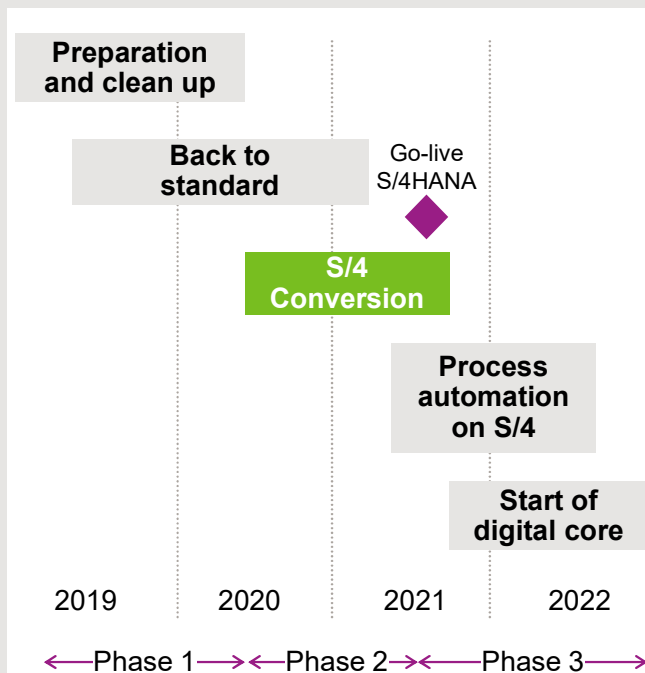 Preparation
and clean up
Back to
standard
Go-live
S/4HANA
S/4
Conversion
Process
automation
on S/4
Start of
digital core
2019 2020 2021 2022
Phase 1 Phase 2 Phase 3